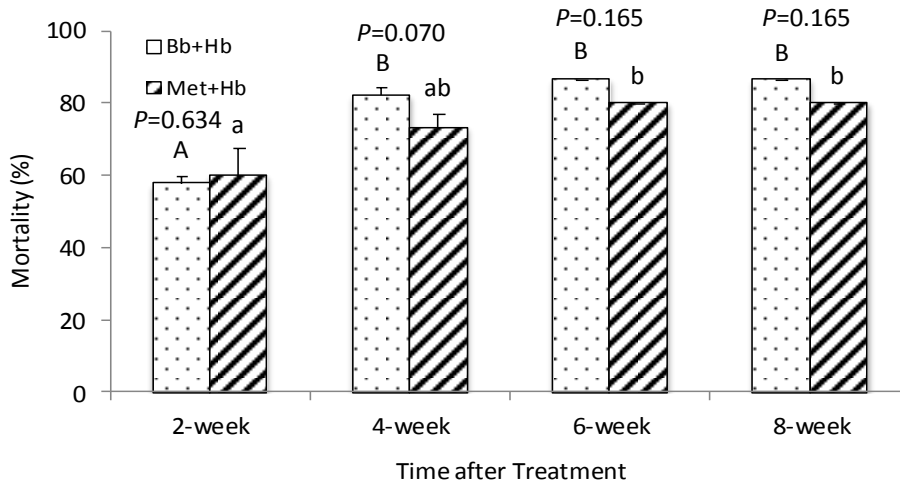 P=0.165 P=0.165
100
P=0.070
Bb+Hb
B
B b
B b
ab
Met+Hb
80
P=0.634
a
A
60
40
20
0
Mortality (%)
2-week 4-week 6-week 8-week
Time after Treatment